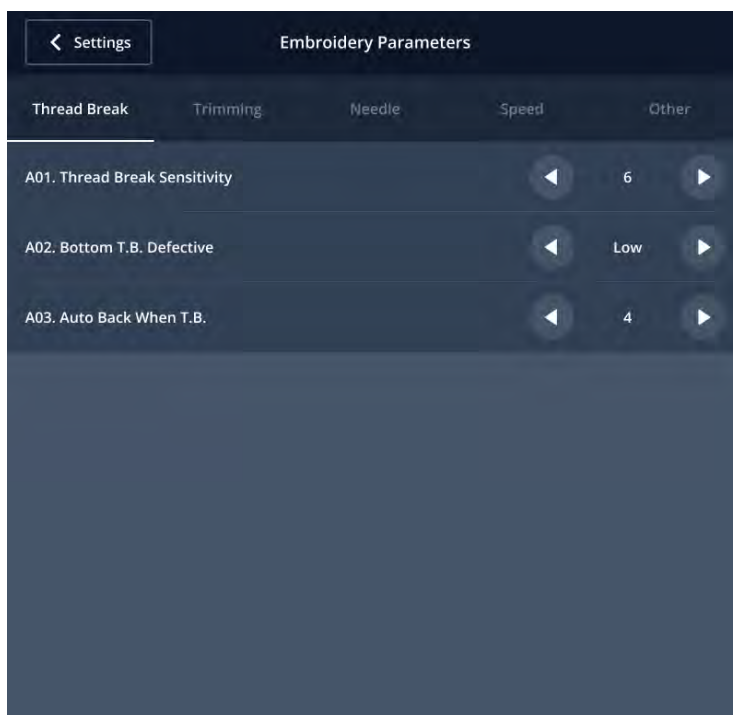 Settings
Embroidery Parameters
Thread Break Trimming Needle Speed Other
A01. Thread Break Sensitivity 6
A02. Bottom T.B. Defective Low
A03. Auto Back When T.B. 4